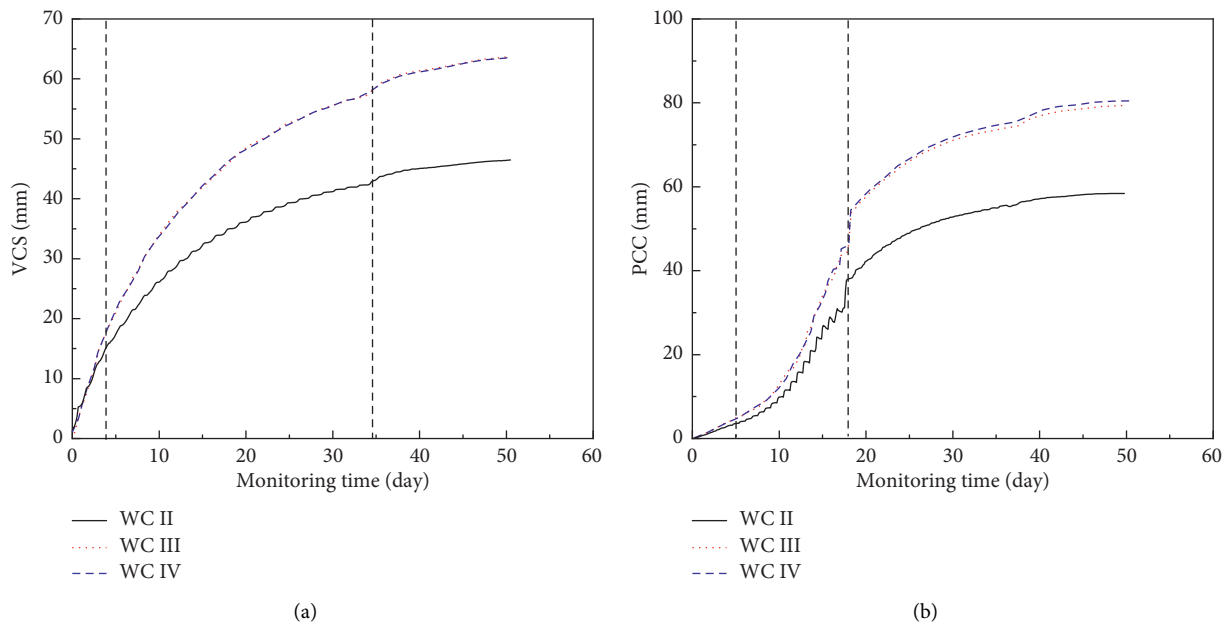 70
60
50
40
30
20
10
0
VCS (mm)
0 10 20 30 40 50 60
Monitoring time (day)
WC II
WC III
WC IV
(a)
100
80
60
40
20
0
PCC (mm)
0 10 20 30 40 50 60
Monitoring time (day)
WC II
WC III
WC IV
(b)